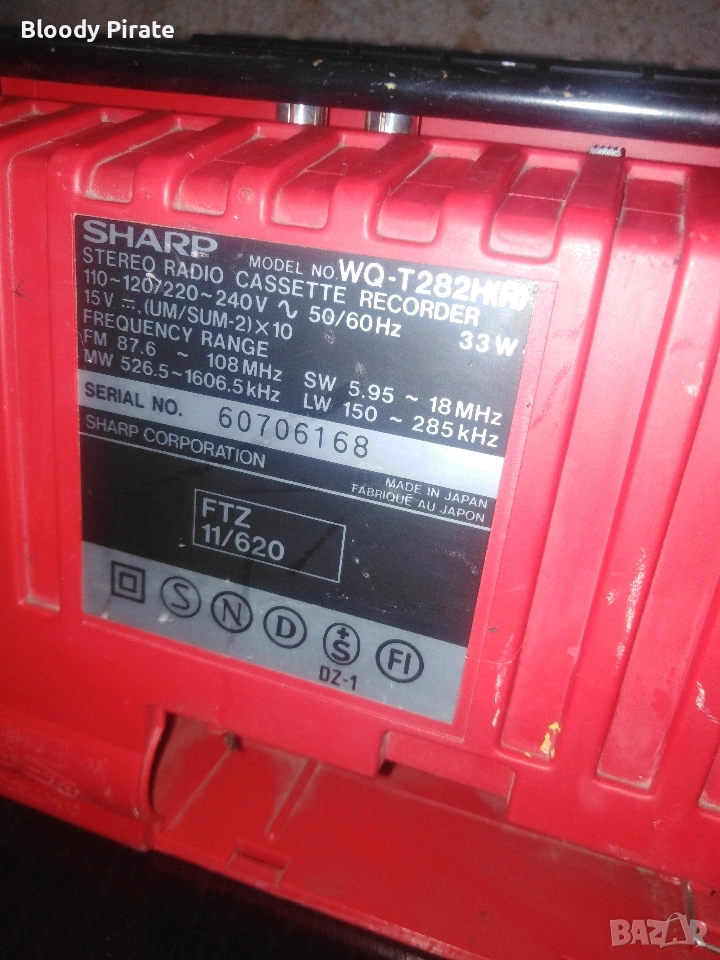 Bloody Pirate
SHARP
STEREO RADIO CASSETTE RECORDER
MODEL NO. WQ-T282H(R)
110~120/220~240V ∿ 50/60Hz 33W
15V ⎓, (UM/SUM-2)×10
FREQUENCY RANGE
FM 87.6 ~ 108MHz SW 5.95 ~ 18MHz
MW 526.5~1606.5kHz LW 150 ~ 285kHz
SERIAL NO. 60706168
SHARP CORPORATION
MADE IN JAPAN
FABRIQUÉ AU JAPON
FTZ
11/620
S N D +S FI
DZ-1
BAZAR